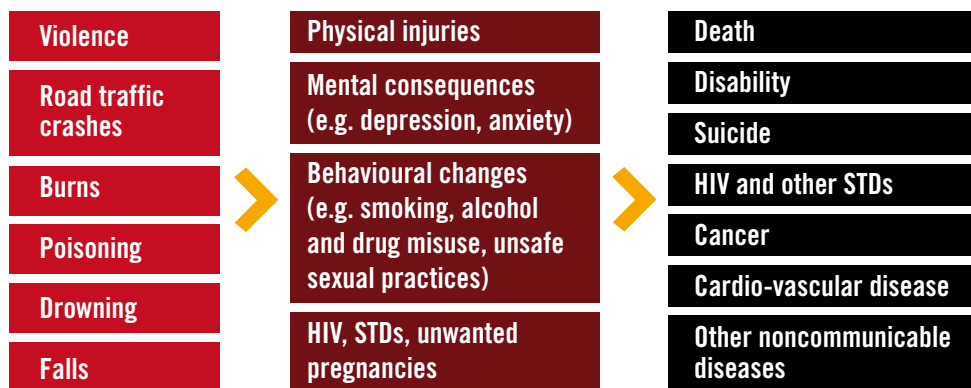 Violence
Road traffic
crashes
Burns
Poisoning
Drowning
Falls
Physical injuries
Mental consequences
(e.g. depression, anxiety)
Behavioural changes
(e.g. smoking, alcohol
and drug misuse, unsafe
sexual practices)
HIV, STDs, unwanted
pregnancies
Death
Disability
Suicide
HIV and other STDs
Cancer
Cardio-vascular disease
Other noncommunicable
diseases